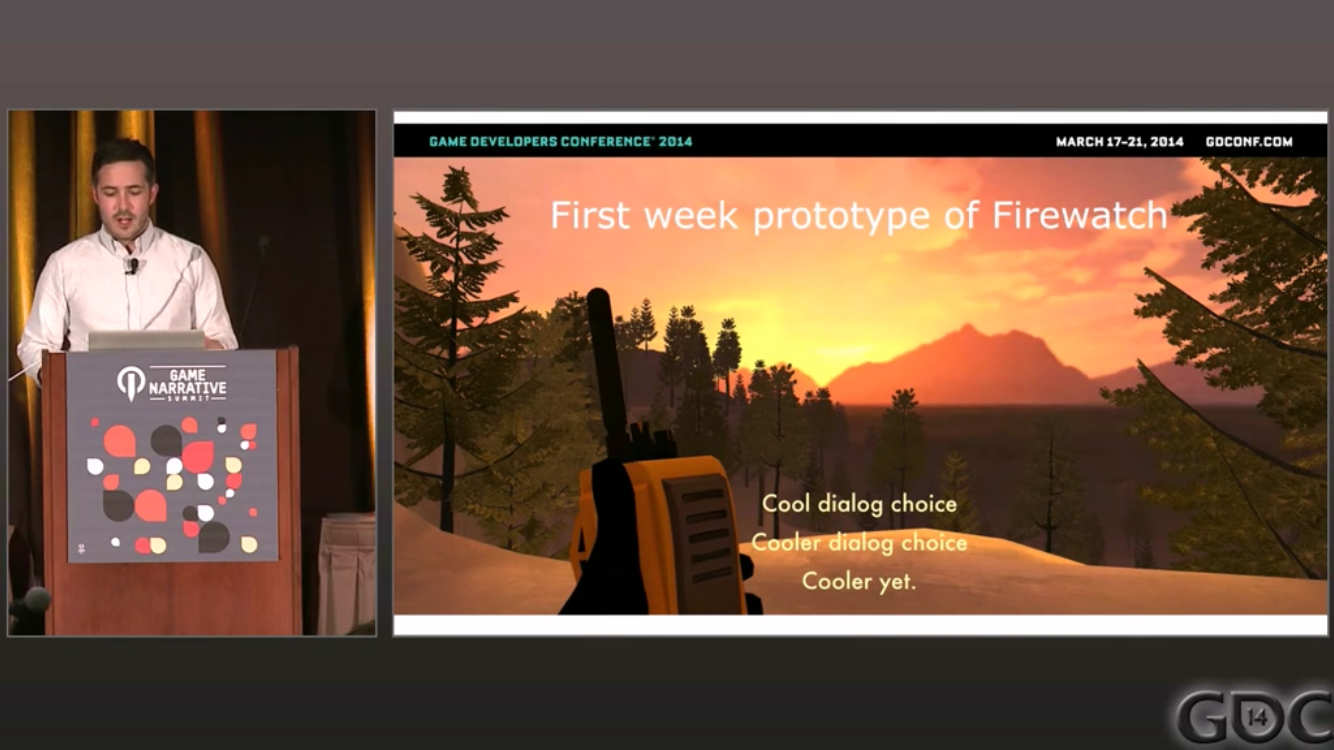 GAME DEVELOPERS CONFERENCE® 2014
MARCH 17-21, 2014 GDCONF.COM
First week prototype of Firewatch
Cool dialog choice
Cooler dialog choice
Cooler yet.
GAME
NARRATIVE
SUMMIT
GDC
14